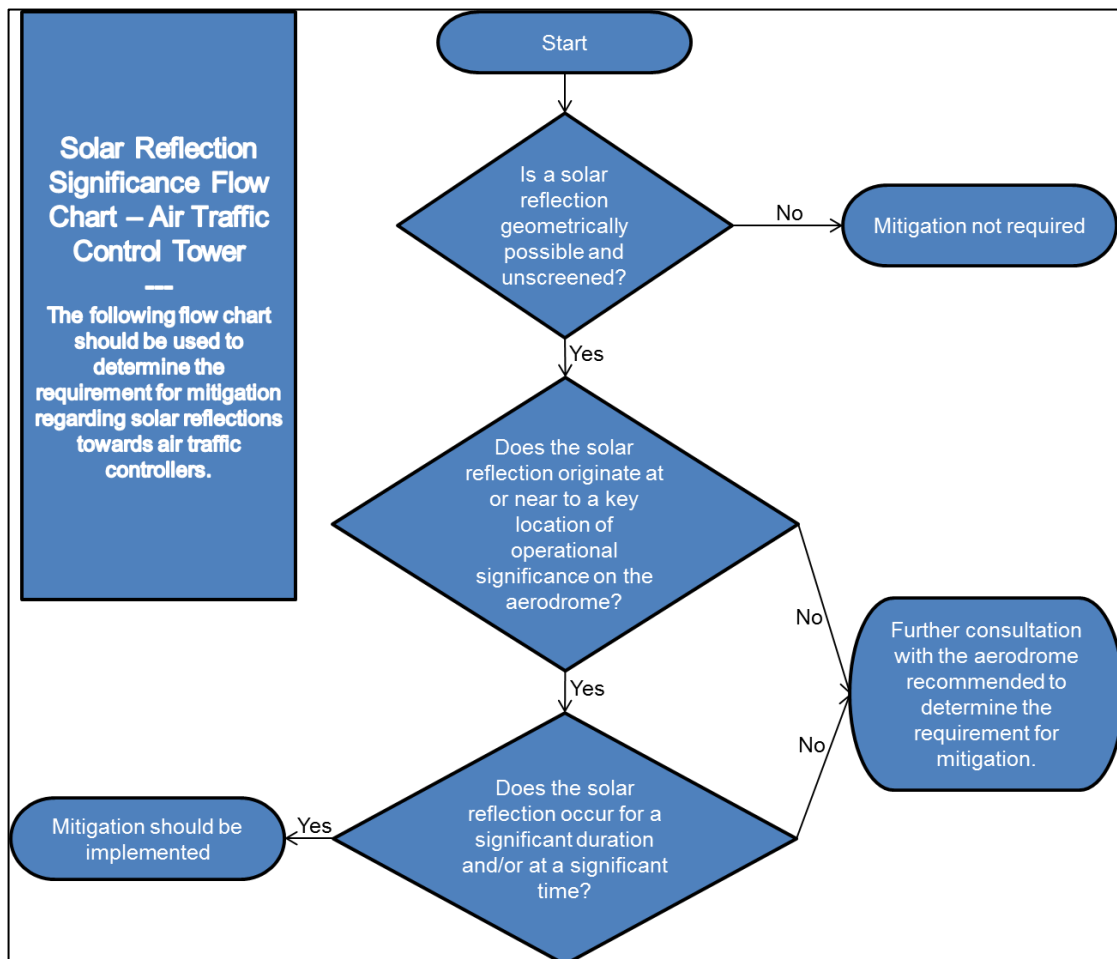 Solar Reflection
Significance Flow
Chart – Air Traffic
Control Tower
---
The following flow chart
should be used to
determine the
requirement for mitigation
regarding solar reflections
towards air traffic
controllers.
Start
Is a solar
reflection
geometrically
possible and
unscreened?
No
Mitigation not required
Yes
Does the solar
reflection originate at
or near to a key
location of
operational
significance on the
aerodrome?
No
Further consultation
with the aerodrome
recommended to
determine the
requirement for
mitigation.
Yes
Does the solar
reflection occur for a
significant duration
and/or at a significant
time?
No
Yes
Mitigation should be
implemented